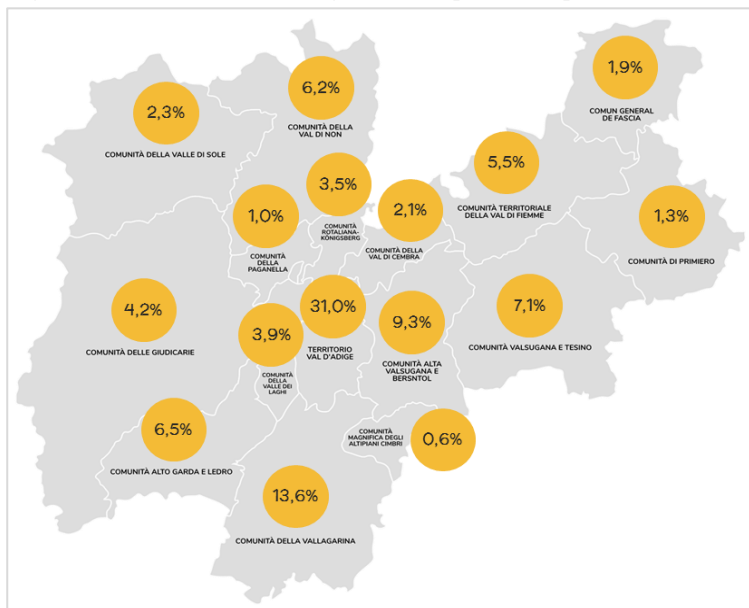 1,9%
COMUN GENERAL
DE FASCIA
6,2%
COMUNITÀ DELLA
VAL DI NON
2,3%
COMUNITÀ DELLA VALLE DI SOLE
5,5%
COMUNITÀ TERRITORIALE
DELLA VAL DI FIEMME
3,5%
COMUNITÀ
ROTALIANA-
KÖNIGSBERG
2,1%
COMUNITÀ DELLA
VAL DI CEMBRA
1,0%
COMUNITÀ
DELLA
PAGANELLA
1,3%
COMUNITÀ DI PRIMIERO
4,2%
COMUNITÀ DELLE GIUDICARIE
31,0%
TERRITORIO
VAL D'ADIGE
7,1%
COMUNITÀ VALSUGANA E TESINO
9,3%
COMUNITÀ ALTA
VALSUGANA E
BERSNTOL
3,9%
COMUNITÀ
DELLA
VALLE DEI
LAGHI
6,5%
COMUNITÀ ALTO GARDA E LEDRO
COMUNITÀ
MAGNIFICA DEGLI
ALTIPIANI CIMBRI
0,6%
13,6%
COMUNITÀ DELLA VALLAGARINA